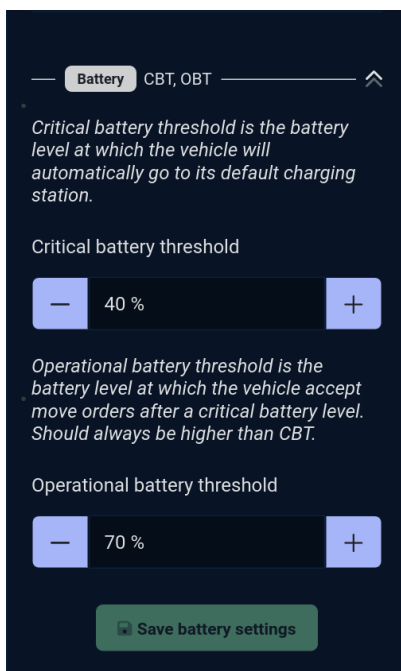 Battery CBT, OBT
Critical battery threshold is the battery
level at which the vehicle will
automatically go to its default charging
station.
Critical battery threshold
— 40 % +
Operational battery threshold is the
battery level at which the vehicle accept
move orders after a critical battery level.
Should always be higher than CBT.
Operational battery threshold
— 70 % +
Save battery settings